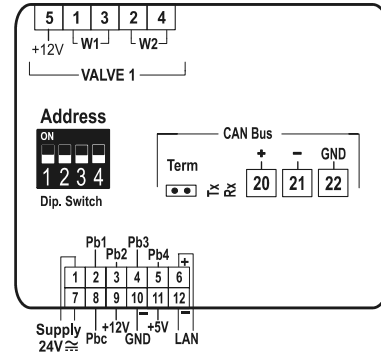 5 1 3 2 4
+12V W1 W2
VALVE 1
Address
ON
1 2 3 4
Dip. Switch
CAN Bus
Term
Tx
Rx
+ – GND
20 21 22
Pb1 Pb3
Pb2 Pb4
1 2 3 4 5 6 +
7 8 9 10 11 12
– –
Supply +12V +5V
24V ≂ Pbc GND LAN